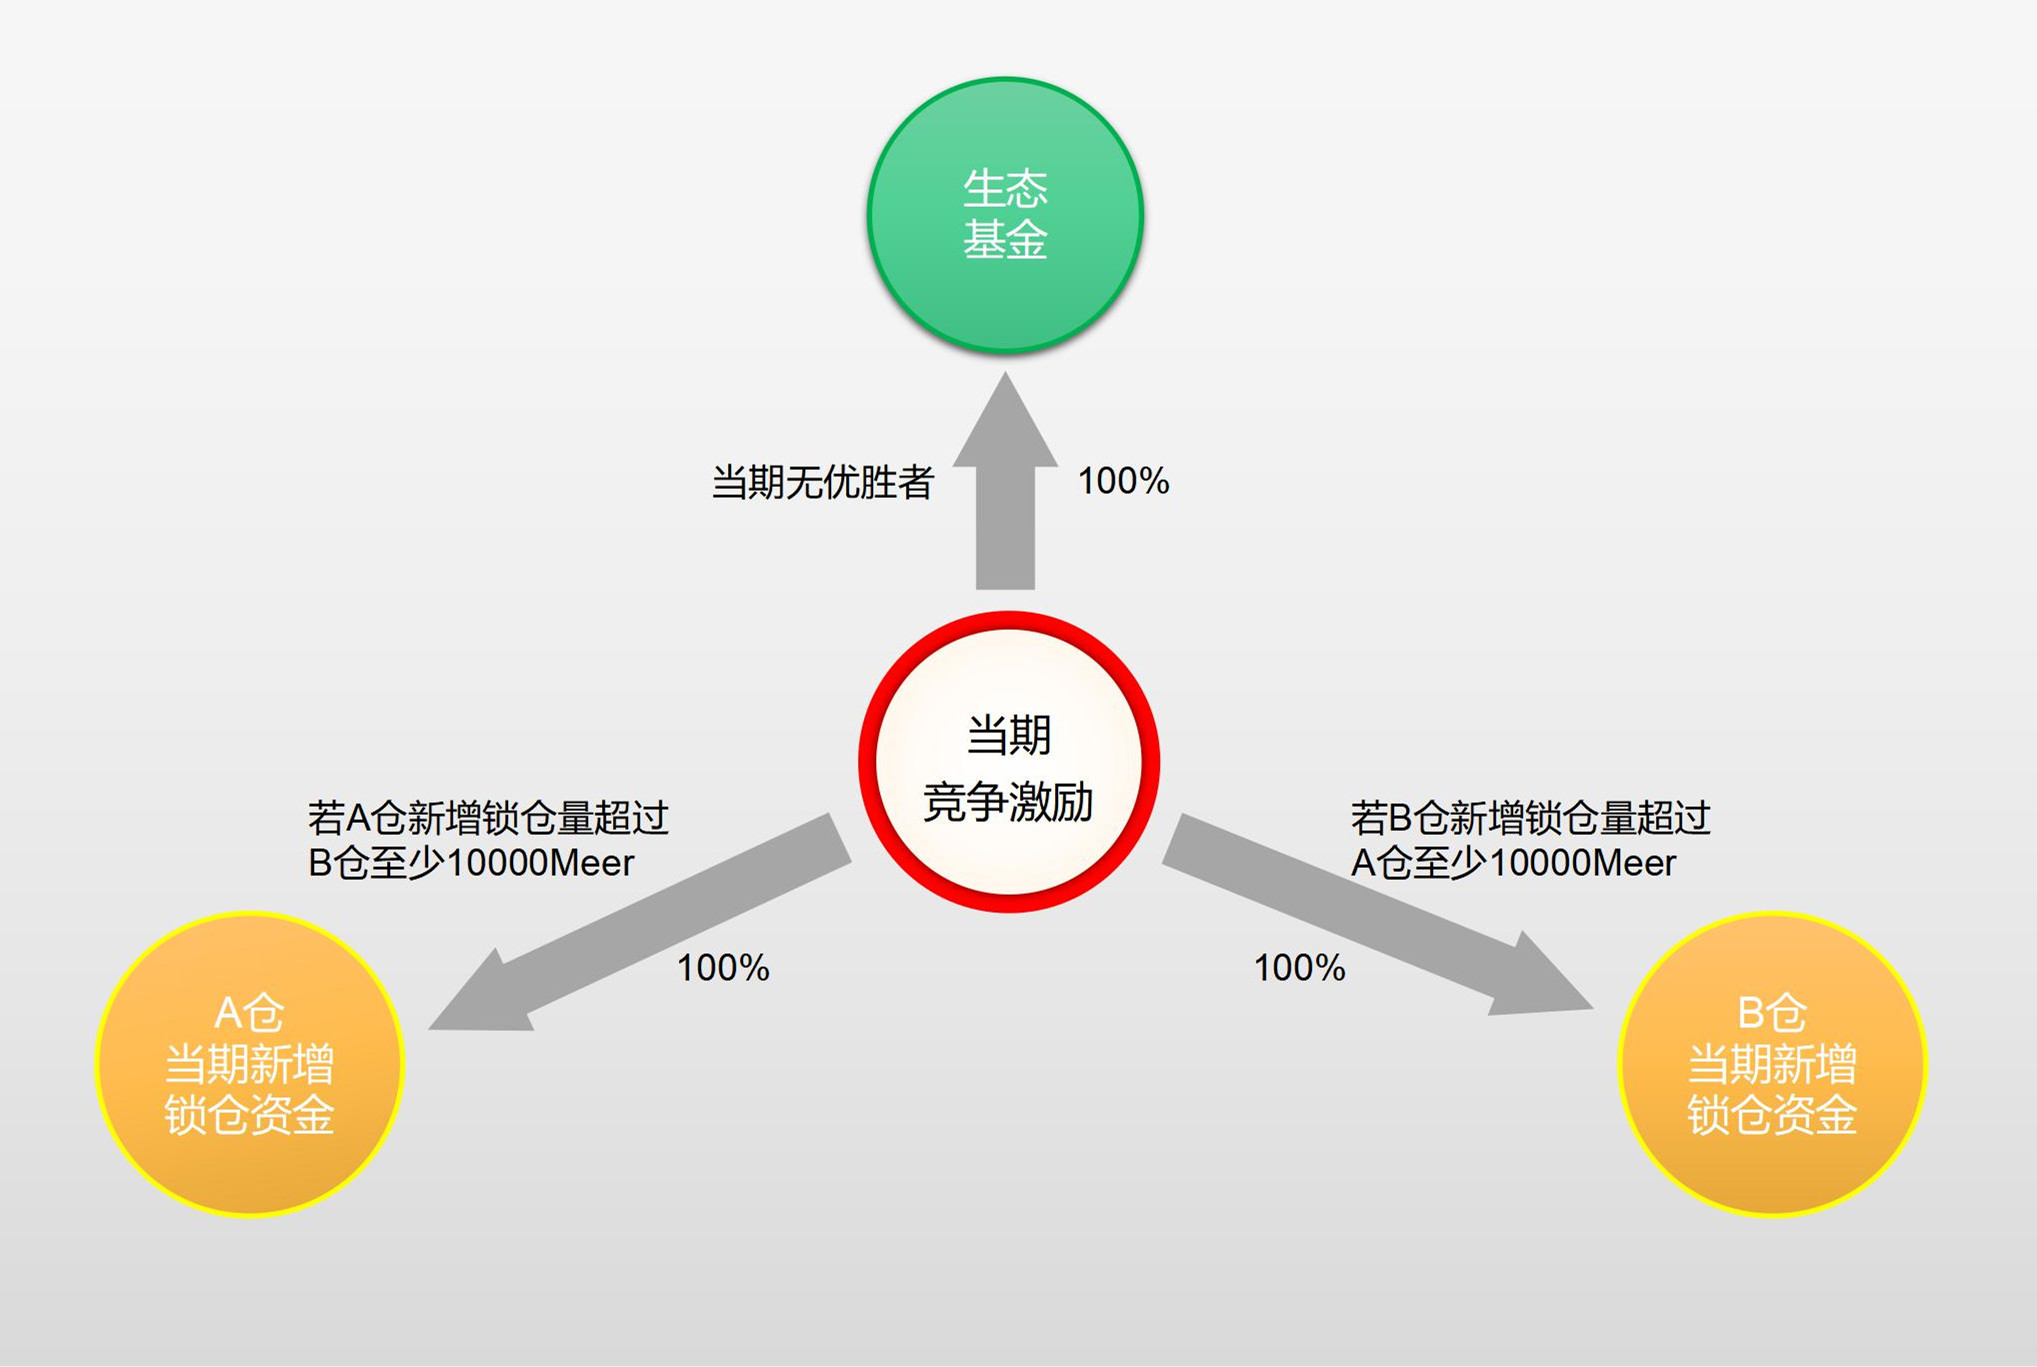 生态
基金
当期无优胜者
100%
当期
竞争激励
若A仓新增锁仓量超过
B仓至少10000Meer
若B仓新增锁仓量超过
A仓至少10000Meer
100%
100%
A仓
当期新增
锁仓资金
B仓
当期新增
锁仓资金